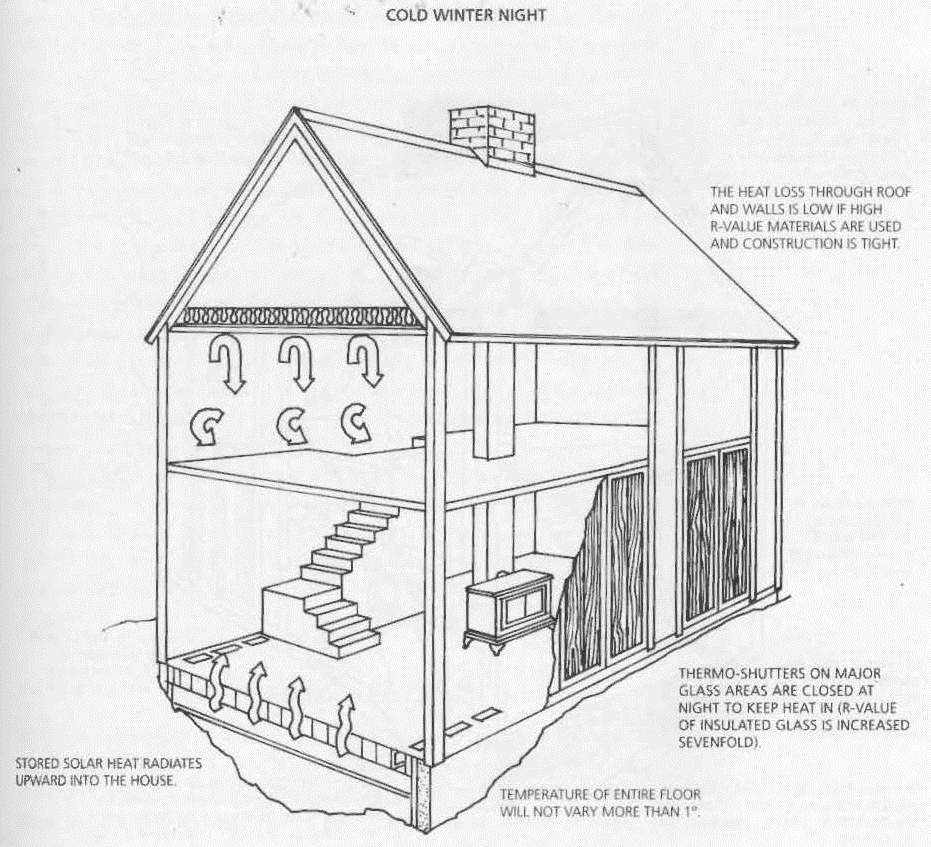 COLD WINTER NIGHT
THE HEAT LOSS THROUGH ROOF
AND WALLS IS LOW IF HIGH
R-VALUE MATERIALS ARE USED
AND CONSTRUCTION IS TIGHT.
THERMO-SHUTTERS ON MAJOR
GLASS AREAS ARE CLOSED AT
NIGHT TO KEEP HEAT IN (R-VALUE
OF INSULATED GLASS IS INCREASED
SEVENFOLD).
STORED SOLAR HEAT RADIATES
UPWARD INTO THE HOUSE.
TEMPERATURE OF ENTIRE FLOOR
WILL NOT VARY MORE THAN 1°.